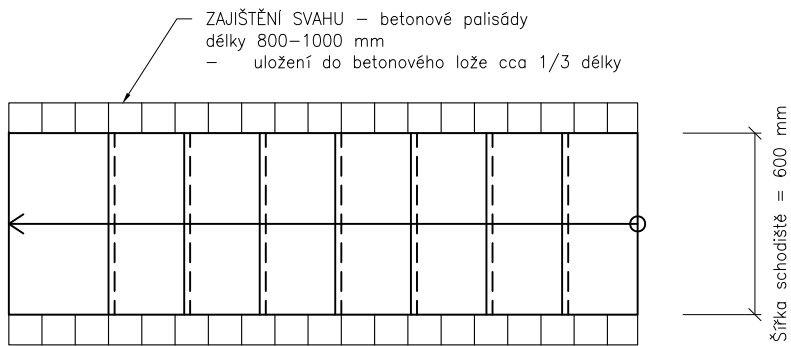 ZAJIŠTĚNÍ SVAHU – betonové palisády
délky 800–1000 mm
– uložení do betonového lože cca 1/3 délky
Šířka schodiště = 600 mm